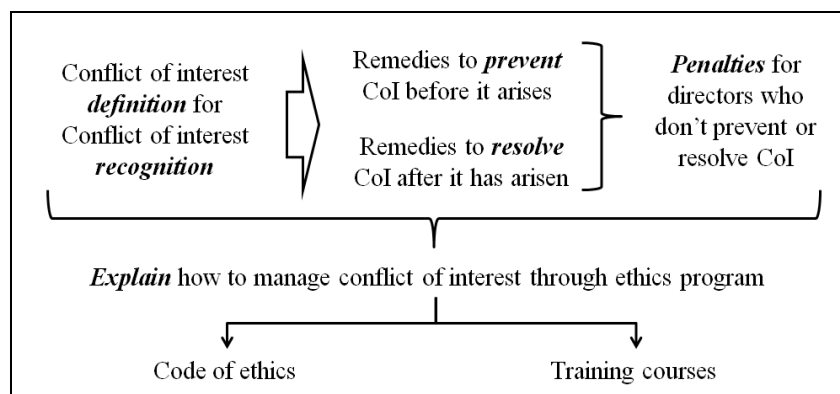 Conflict of interest
definition for
Conflict of interest
recognition
Remedies to prevent
CoI before it arises
Remedies to resolve
CoI after it has arisen
Penalties for
directors who
don't prevent or
resolve CoI
Explain how to manage conflict of interest through ethics program
Code of ethics
Training courses